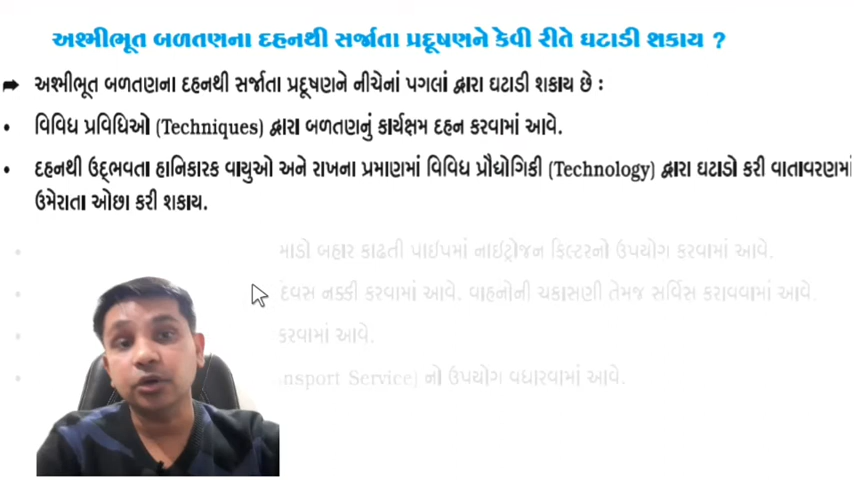 અશ્મીભૂત બળતણના દહનથી સર્જાતા પ્રદૂષણને કેવી રીતે ઘટાડી શકાય ?
➡ અશ્મીભૂત બળતણના દહનથી સર્જાતા પ્રદૂષણને નીચેનાં પગલાં દ્વારા ઘટાડી શકાય છે :
• વિવિધ પ્રવિધિઓ (Techniques) દ્વારા બળતણનું કાર્યક્ષમ દહન કરવામાં આવે.
• દહનથી ઉદ્ભવતા હાનિકારક વાયુઓ અને રાખના પ્રમાણમાં વિવિધ પ્રૌદ્યોગિકી (Technology) દ્વારા ઘટાડો કરી વાતાવરણમાં
ઉમેરાતા ઓછા કરી શકાય.
• માડો બહાર કાઢતી પાઈપમાં નાઈટ્રોજન ફિલ્ટરનો ઉપયોગ કરવામાં આવે.
• દિવસ નક્કી કરવામાં આવે. વાહનોની ચકાસણી તેમજ સર્વિસ કરાવવામાં આવે.
• કરવામાં આવે.
• nsport Service) નો ઉપયોગ વધારવામાં આવે.